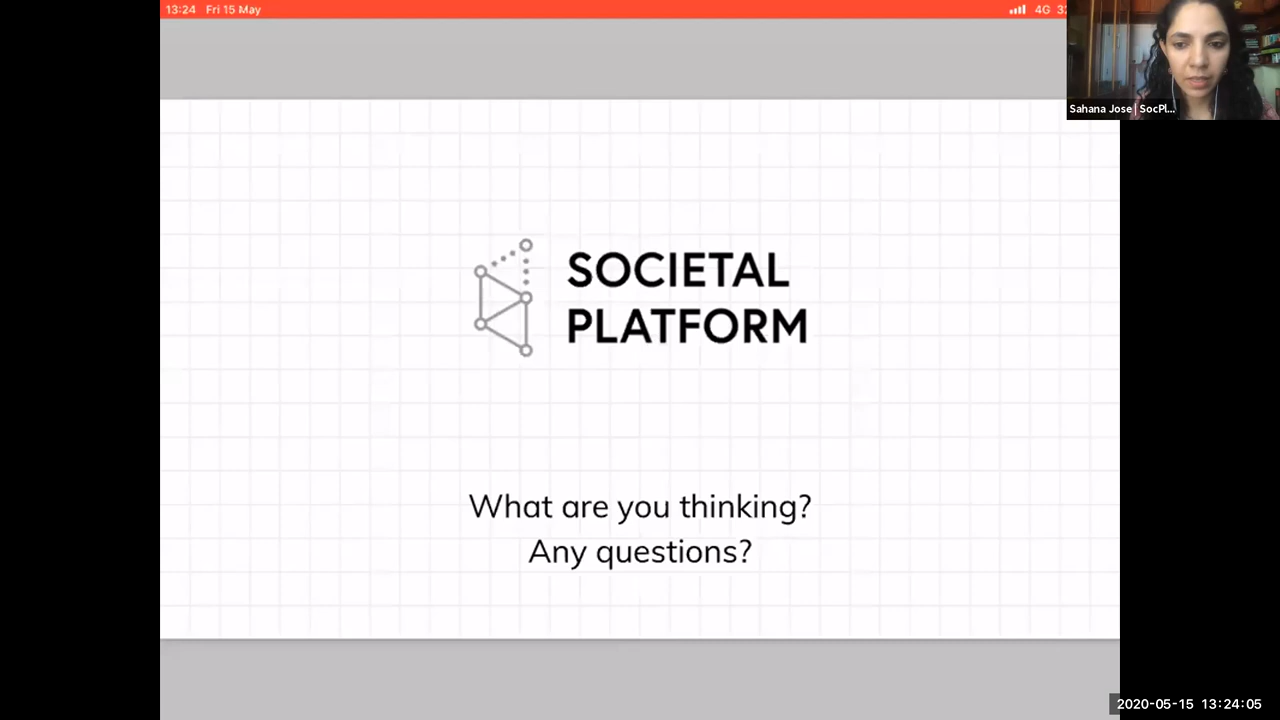 13:24 Fri 15 May
4G
Sahana Jose | SocPl...
SOCIETAL
PLATFORM
What are you thinking?
Any questions?
2020-05-15 13:24:05